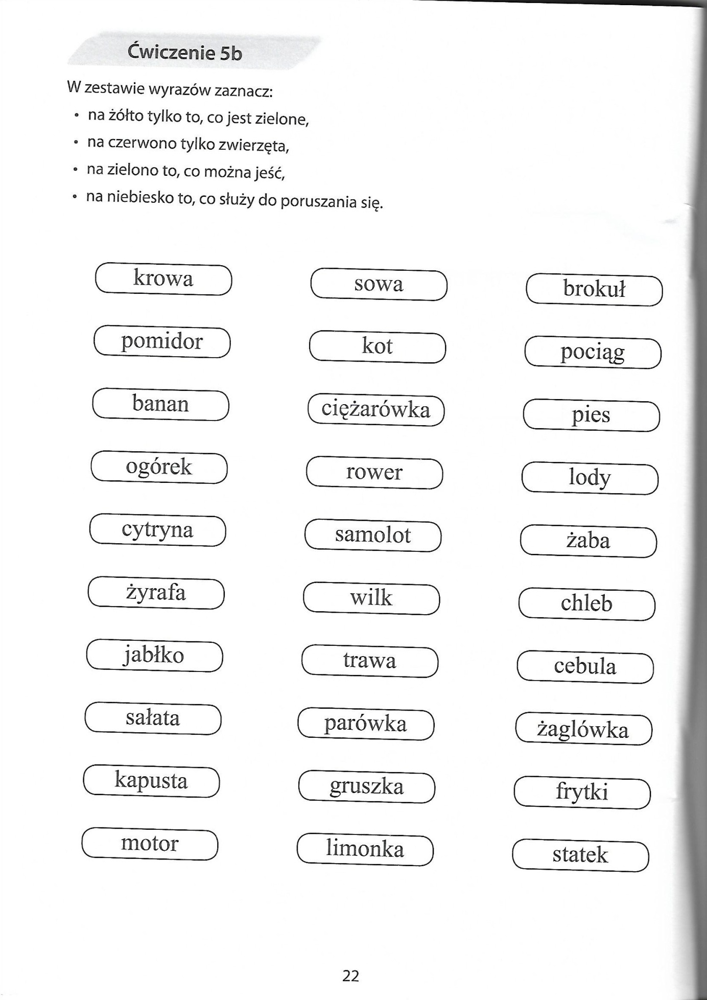 Ćwiczenie 5b
W zestawie wyrazów zaznacz:
• na żółto tylko to, co jest zielone,
• na czerwono tylko zwierzęta,
• na zielono to, co można jeść,
• na niebiesko to, co służy do poruszania się.
krowa sowa brokuł
pomidor kot pociąg
banan ciężarówka pies
ogórek rower lody
cytryna samolot żaba
żyrafa wilk chleb
jabłko trawa cebula
sałata parówka żaglówka
kapusta gruszka frytki
motor limonka statek
22